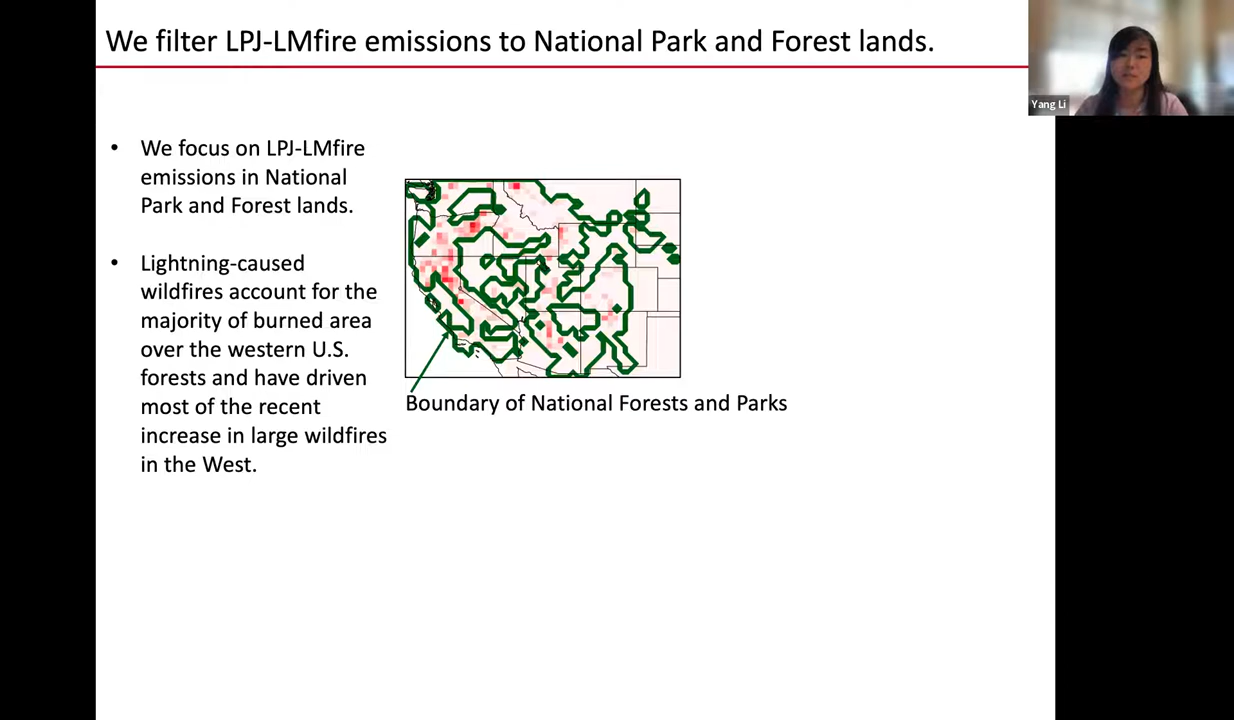 We filter LPJ-LMfire emissions to National Park and Forest lands.
Yang Li
• We focus on LPJ-LMfire
emissions in National
Park and Forest lands.
• Lightning-caused
wildfires account for the
majority of burned area
over the western U.S.
forests and have driven
most of the recent
increase in large wildfires
in the West.
Boundary of National Forests and Parks